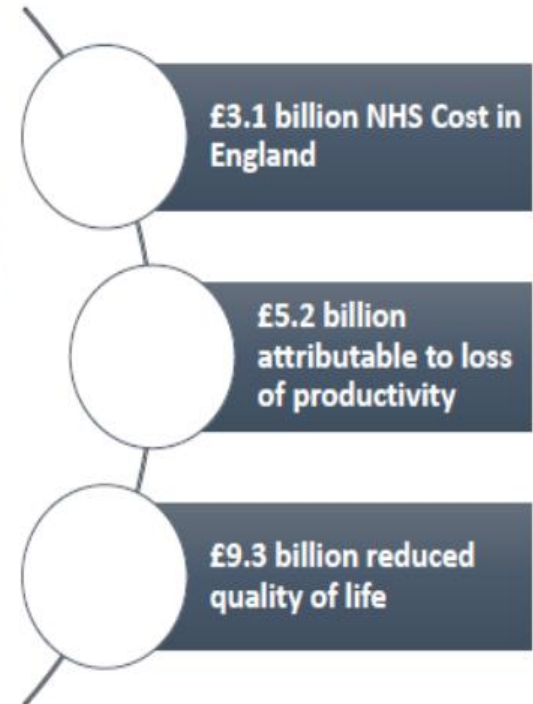 £3.1 billion NHS Cost in
England
£5.2 billion
attributable to loss
of productivity
£9.3 billion reduced
quality of life